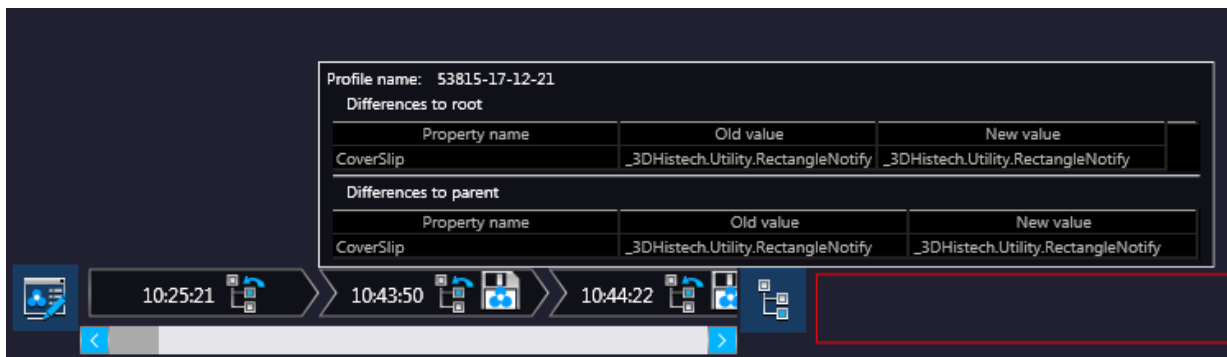 Profile name: 53815-17-12-21
Differences to root
Property name Old value New value
CoverSlip _3DHistech.Utility.RectangleNotify _3DHistech.Utility.RectangleNotify
Differences to parent
Property name Old value New value
CoverSlip _3DHistech.Utility.RectangleNotify _3DHistech.Utility.RectangleNotify
10:25:21 10:43:50 10:44:22